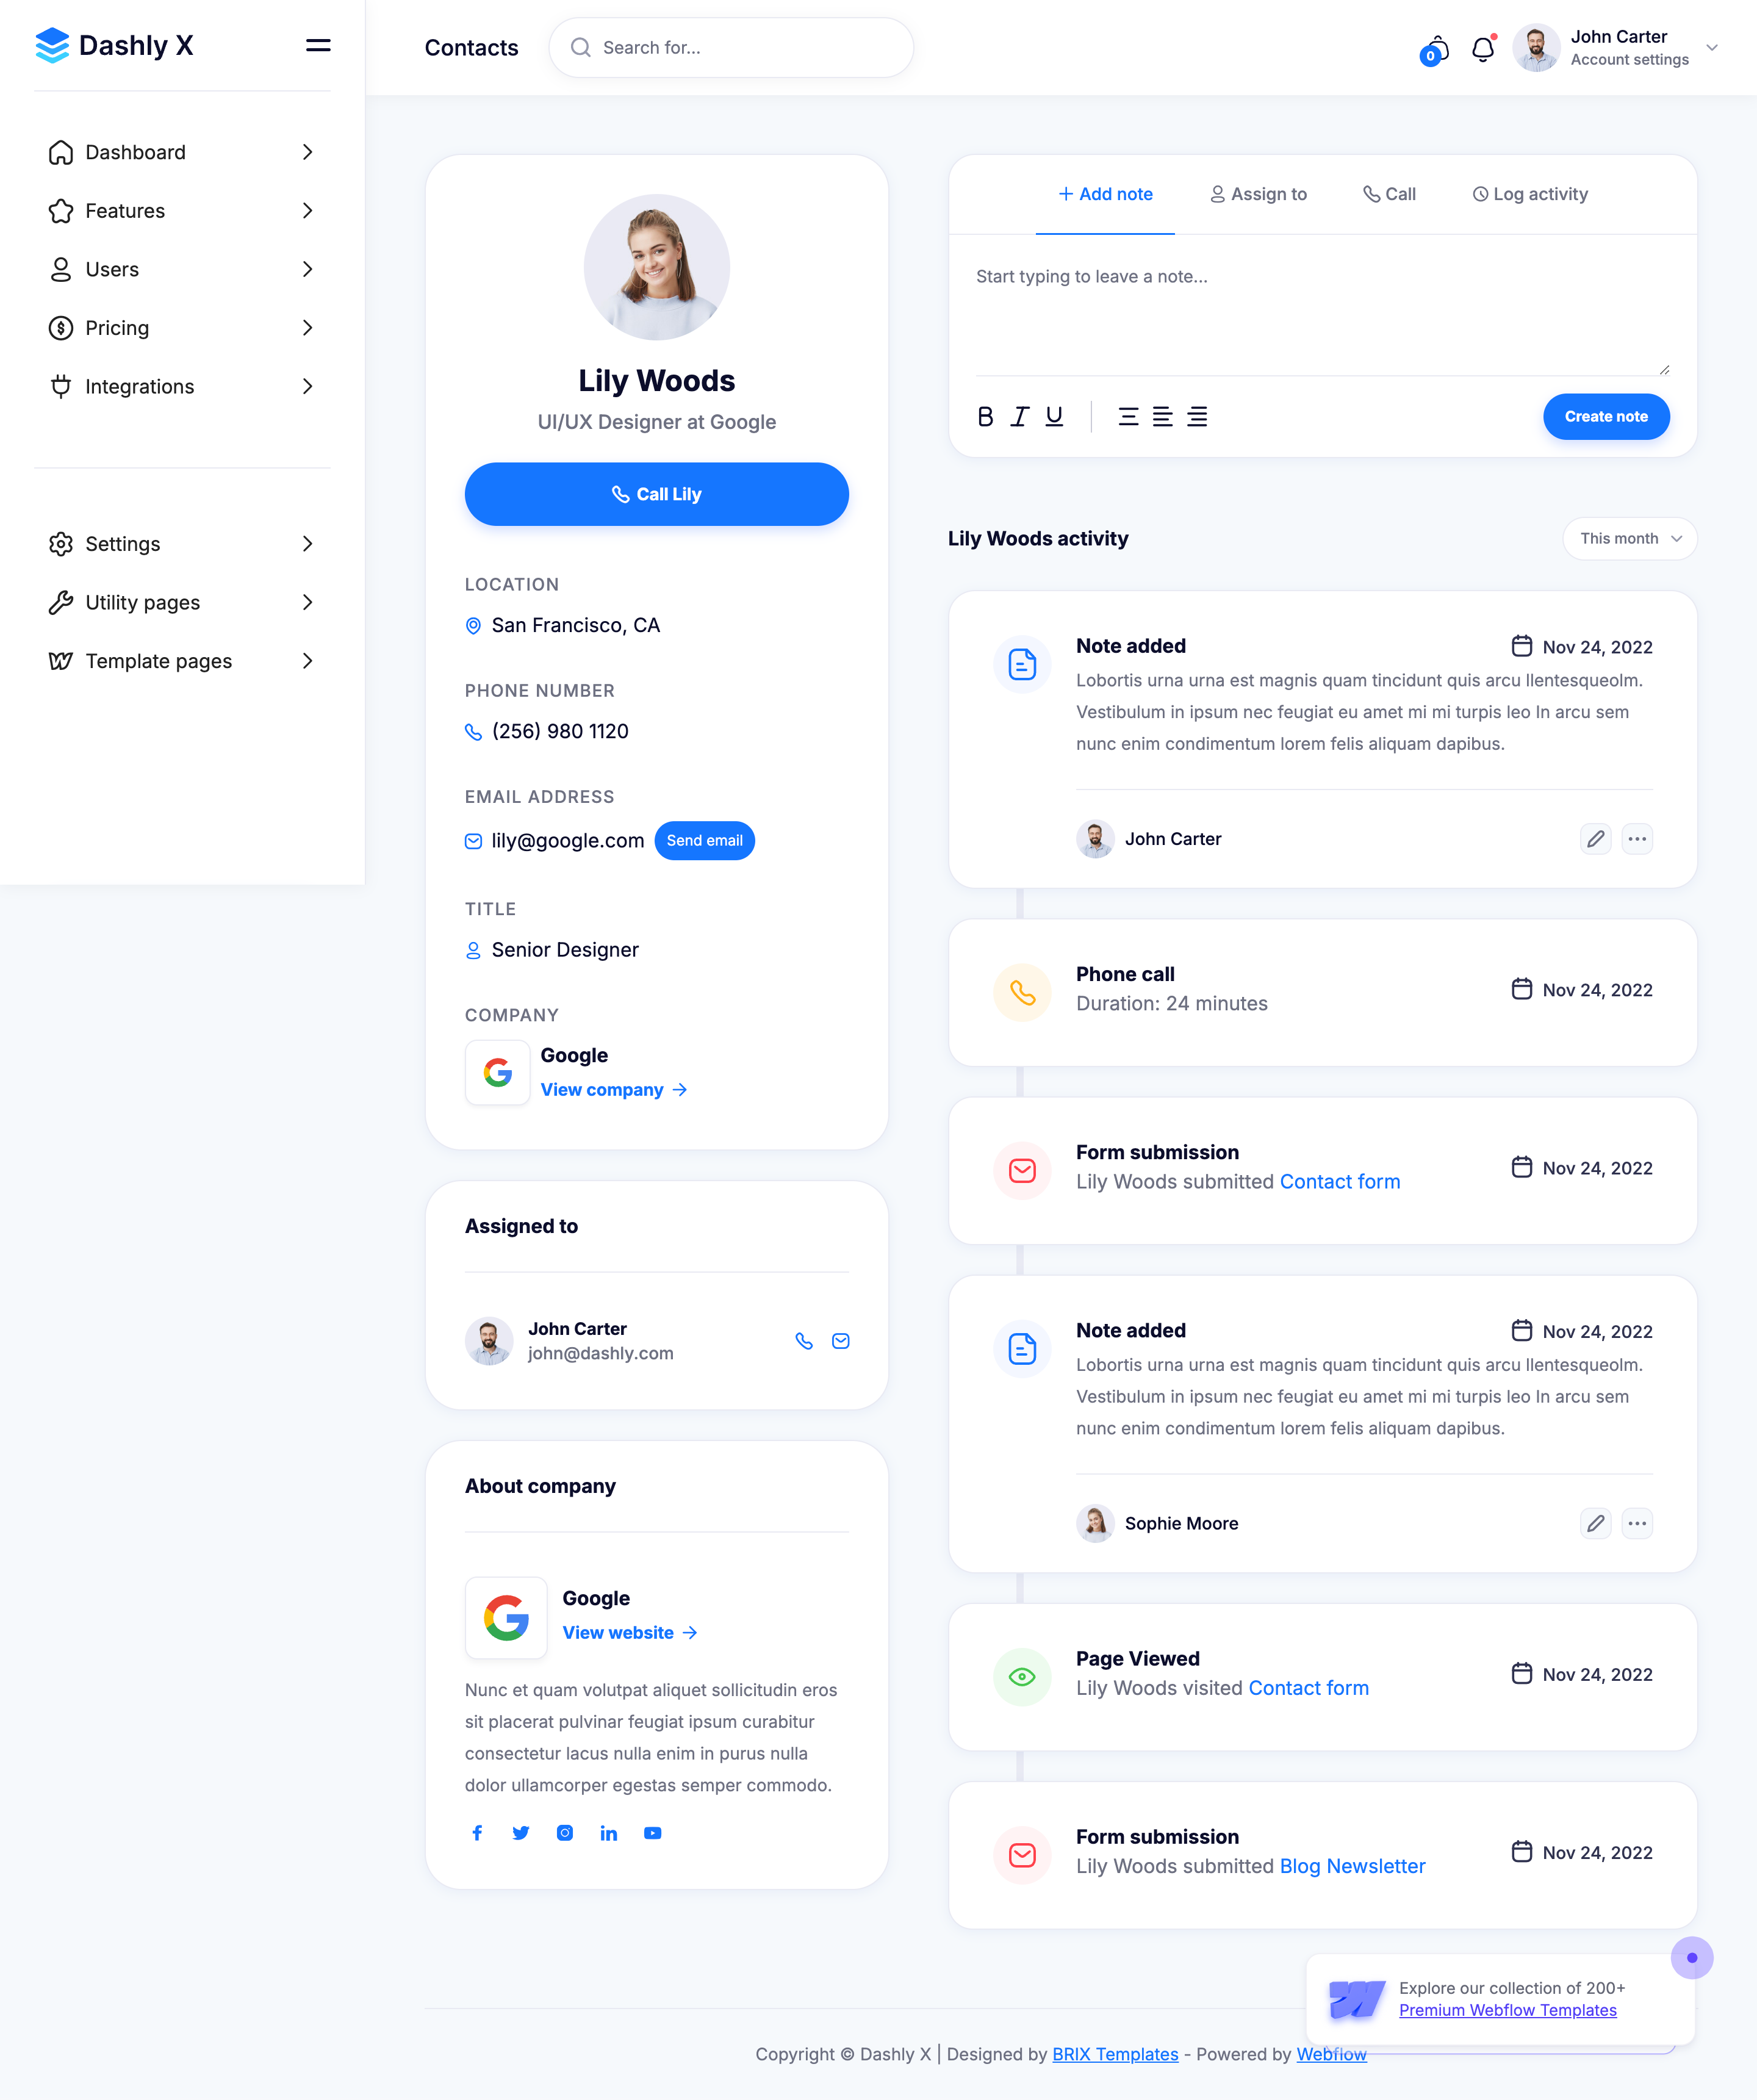 Dashly X
Dashboard
Features
Users
Pricing
Integrations
Settings
Utility pages
Template pages
Contacts
Search for...
0
John Carter
Account settings
Lily Woods
UI/UX Designer at Google
Call Lily
LOCATION
San Francisco, CA
PHONE NUMBER
(256) 980 1120
EMAIL ADDRESS
lily@google.com Send email
TITLE
Senior Designer
COMPANY
Google
View company
Assigned to
John Carter
john@dashly.com
About company
Google
View website
Nunc et quam volutpat aliquet sollicitudin eros
sit placerat pulvinar feugiat ipsum curabitur
consectetur lacus nulla enim in purus nulla
dolor ullamcorper egestas semper commodo.
Add note Assign to Call Log activity
Start typing to leave a note...
Create note
Lily Woods activity
This month
Note added Nov 24, 2022
Lobortis urna urna est magnis quam tincidunt quis arcu llentesqueolm.
Vestibulum in ipsum nec feugiat eu amet mi mi turpis leo In arcu sem
nunc enim condimentum lorem felis aliquam dapibus.
John Carter
Phone call
Duration: 24 minutes
Nov 24, 2022
Form submission
Lily Woods submitted Contact form
Nov 24, 2022
Note added Nov 24, 2022
Lobortis urna urna est magnis quam tincidunt quis arcu llentesqueolm.
Vestibulum in ipsum nec feugiat eu amet mi mi turpis leo In arcu sem
nunc enim condimentum lorem felis aliquam dapibus.
Sophie Moore
Page Viewed
Lily Woods visited Contact form
Nov 24, 2022
Form submission
Lily Woods submitted Blog Newsletter
Nov 24, 2022
Explore our collection of 200+
Premium Webflow Templates
Copyright © Dashly X | Designed by BRIX Templates - Powered by Webflow